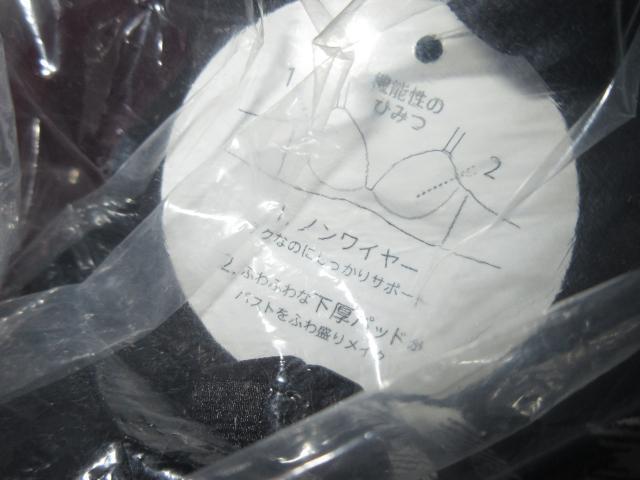 1
機能性の
ひみつ
2
ノンワイヤー
クなのにしっかりサポート
2. ふわふわな下厚パッドが
バストをふわ盛りメイク